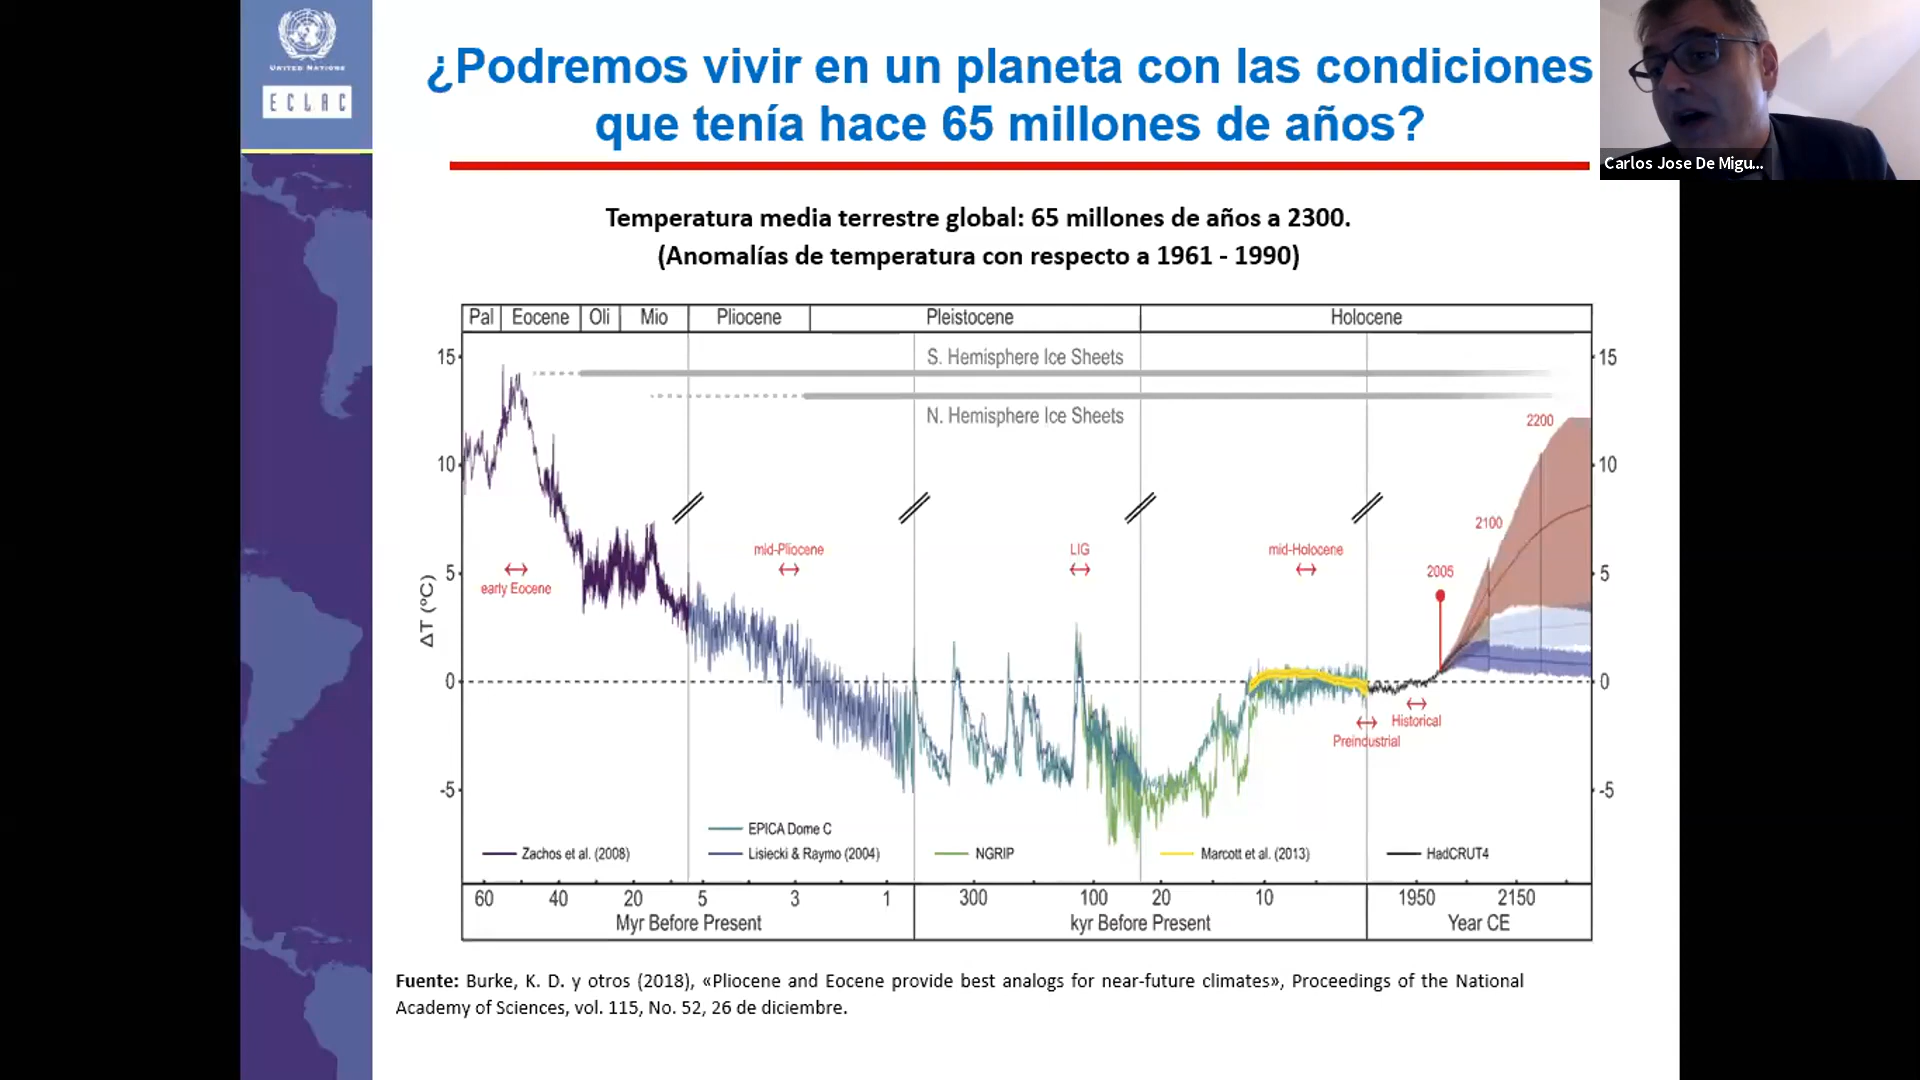 UNITED NATIONS
ECLAC
¿Podremos vivir en un planeta con las condiciones
que tenía hace 65 millones de años?
Carlos Jose De Migu...
Temperatura media terrestre global: 65 millones de años a 2300.
(Anomalías de temperatura con respecto a 1961 - 1990)
Pal Eocene Oli Mio Pliocene Pleistocene Holocene
15 S. Hemisphere Ice Sheets 15
N. Hemisphere Ice Sheets
2200
10 10
2100
mid-Pliocene LIG mid-Holocene
5 2005 5
early Eocene
ΔT (°C)
0 0
Historical
Preindustrial
-5 -5
EPICA Dome C
Zachos et al. (2008) Lisiecki & Raymo (2004) NGRIP Marcott et al. (2013) HadCRUT4
60 40 20 5 3 1 300 100 20 10 1950 2150
Myr Before Present kyr Before Present Year CE
Fuente: Burke, K. D. y otros (2018), «Pliocene and Eocene provide best analogs for near-future climates», Proceedings of the National
Academy of Sciences, vol. 115, No. 52, 26 de diciembre.